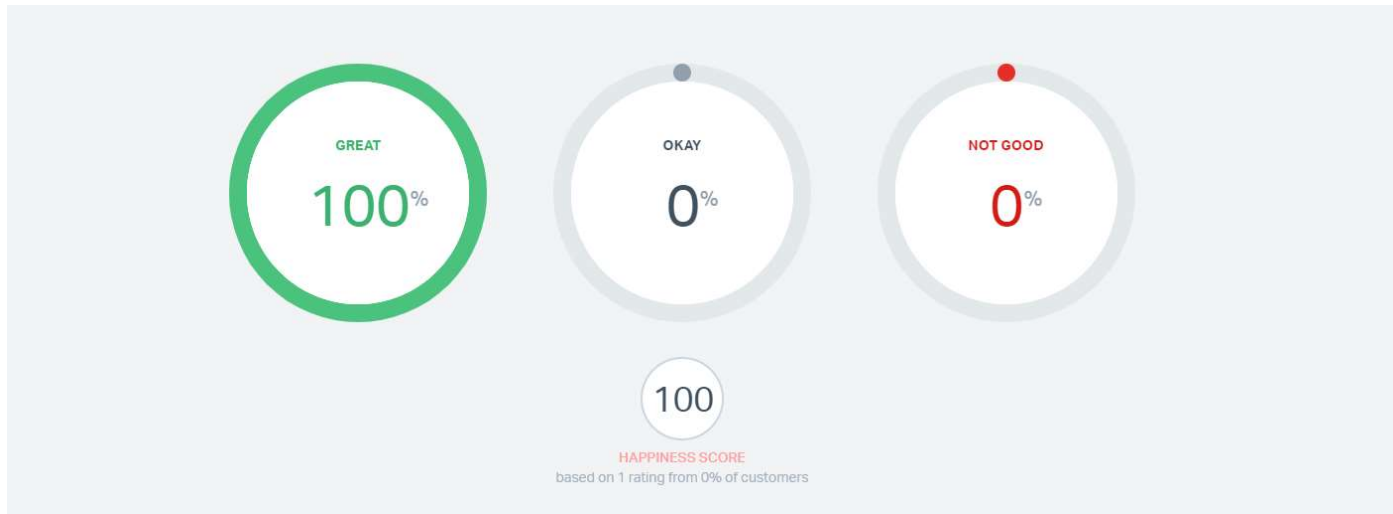 GREAT
100%
OKAY
0%
NOT GOOD
0%
100
HAPPINESS SCORE
based on 1 rating from 0% of customers